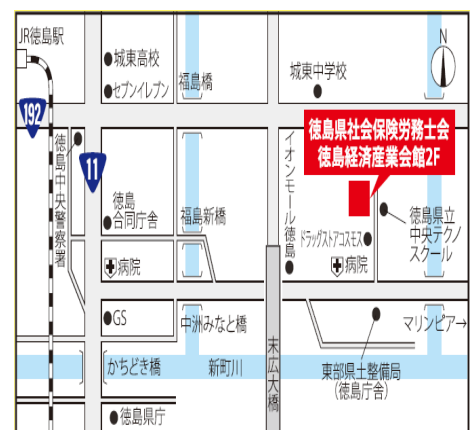 JR徳島駅
城東高校
セブンイレブン
福島橋
城東中学校
N
192
11
徳島中央警察署
徳島県社会保険労務士会
徳島経済産業会館2F
徳島
合同庁舎
福島新橋
イオンモール徳島
ドラッグストアコスモス
徳島県立
中央テクノ
スクール
病院
病院
GS
中洲みなと橋
マリンピア→
かちどき橋
新町川
末広大橋
東部県土整備局
(徳島庁舎)
徳島県庁